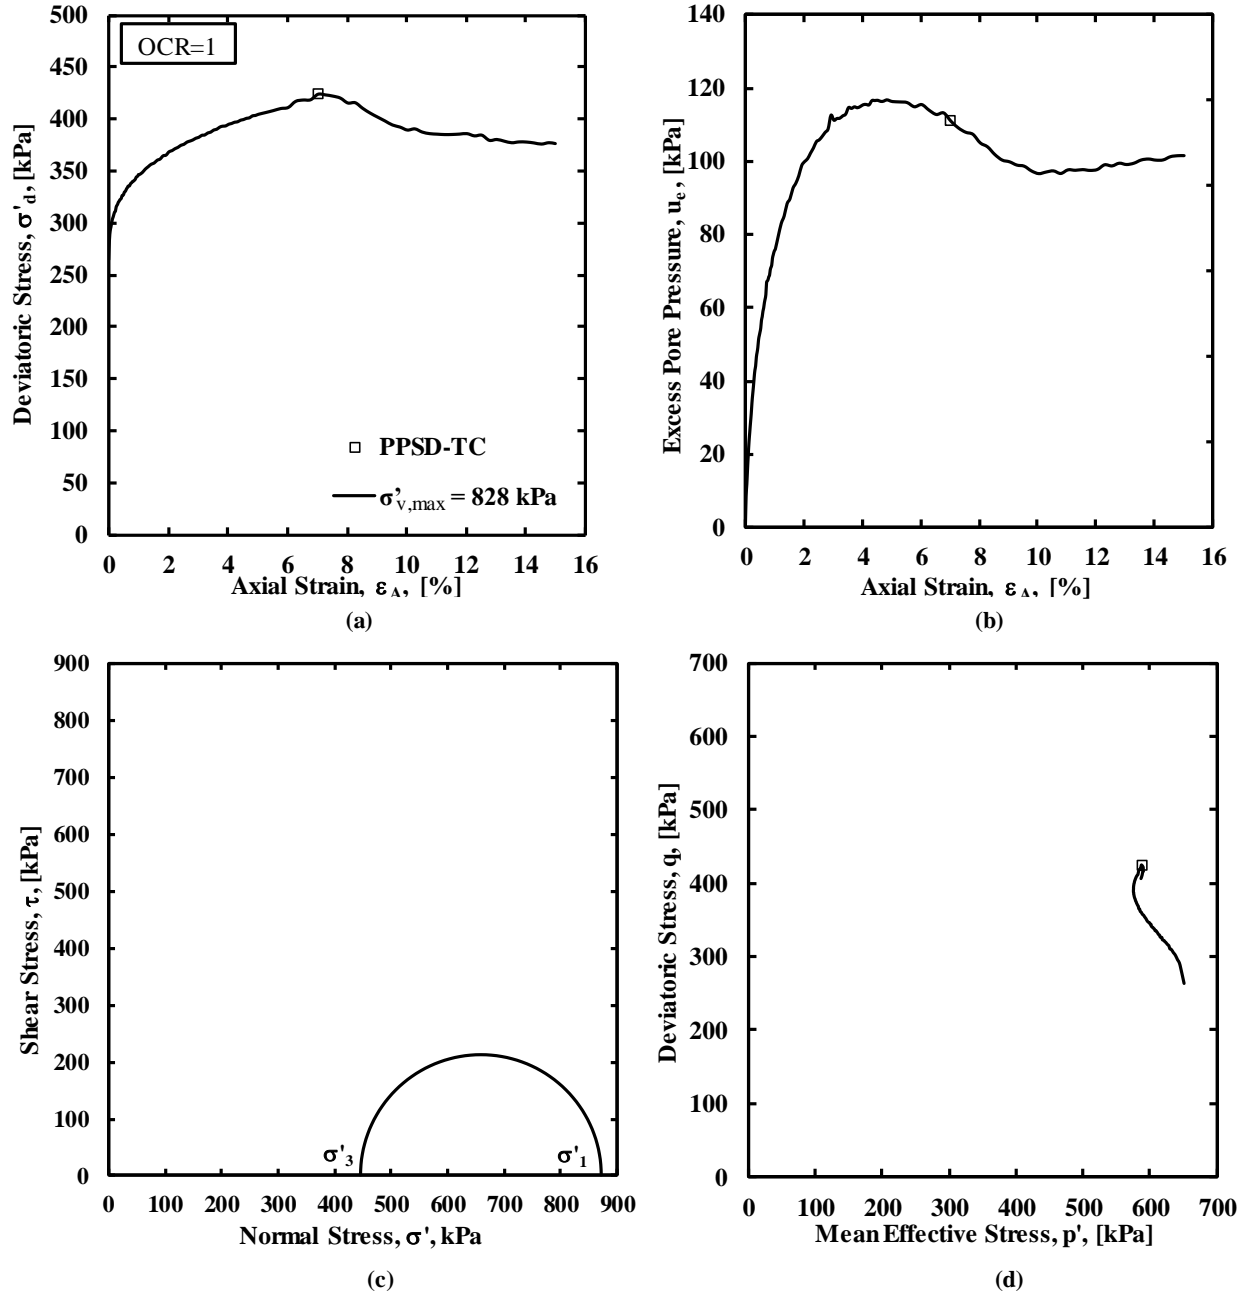 OCR=1
500
450
400
350
300
250
200
150
100
50
0
Deviatoric Stress, σ'd, [kPa]
PPSD-TC
σ'v,max = 828 kPa
0 2 4 6 8 10 12 14 16
Axial Strain, εA, [%]
(a)
140
120
100
80
60
40
20
0
Excess Pore Pressure, ue, [kPa]
0 2 4 6 8 10 12 14 16
Axial Strain, εA, [%]
(b)
900
800
700
600
500
400
300
200
100
0
Shear Stress, τ, [kPa]
σ'3
σ'1
0 100 200 300 400 500 600 700 800 900
Normal Stress, σ', kPa
(c)
700
600
500
400
300
200
100
0
Deviatoric Stress, q, [kPa]
0 100 200 300 400 500 600 700
Mean Effective Stress, p', [kPa]
(d)